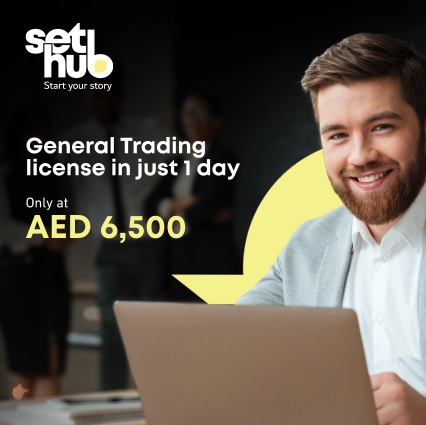 set
hub
Start your story
General Trading
license in just 1 day
Only at
AED 6,500